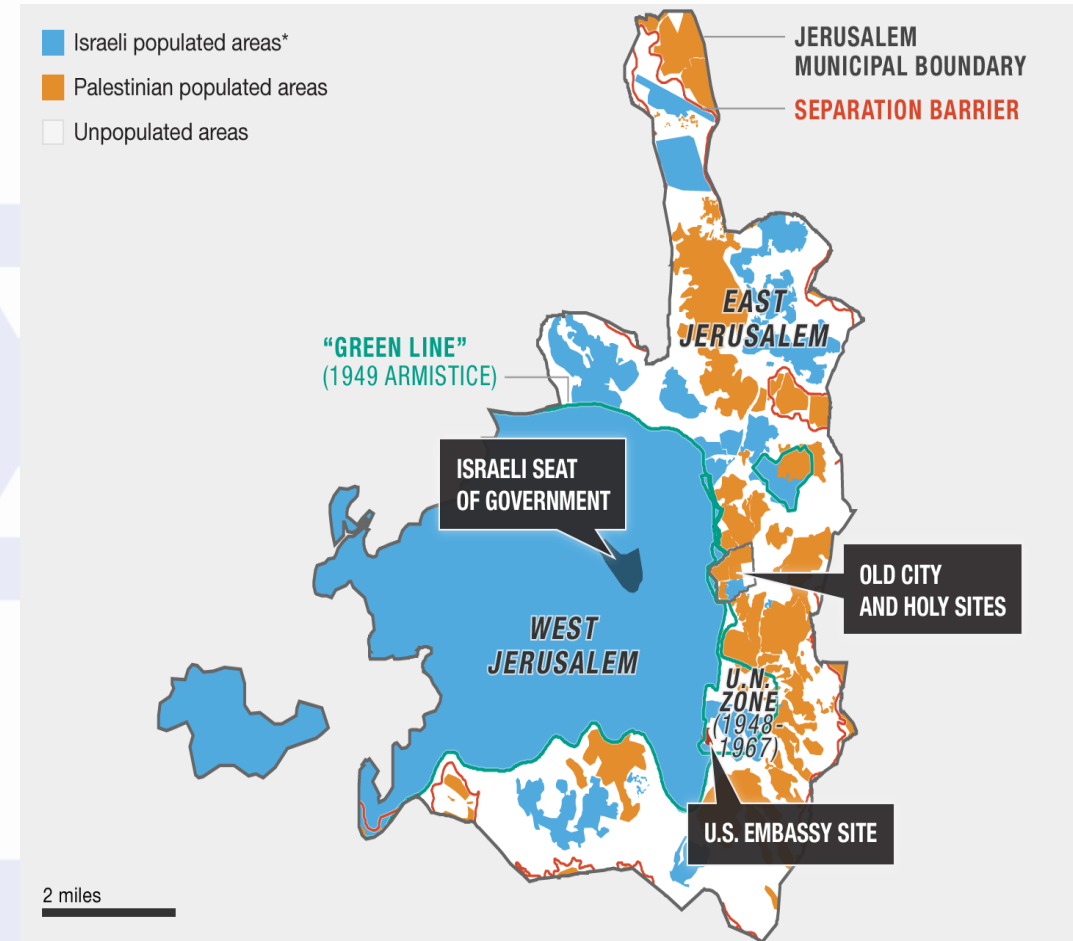 Israeli populated areas*
Palestinian populated areas
Unpopulated areas
JERUSALEM
MUNICIPAL BOUNDARY
SEPARATION BARRIER
EAST
JERUSALEM
“GREEN LINE”
(1949 ARMISTICE)
ISRAELI SEAT
OF GOVERNMENT
OLD CITY
AND HOLY SITES
WEST
JERUSALEM
U.N.
ZONE
(1948-
1967)
U.S. EMBASSY SITE
2 miles